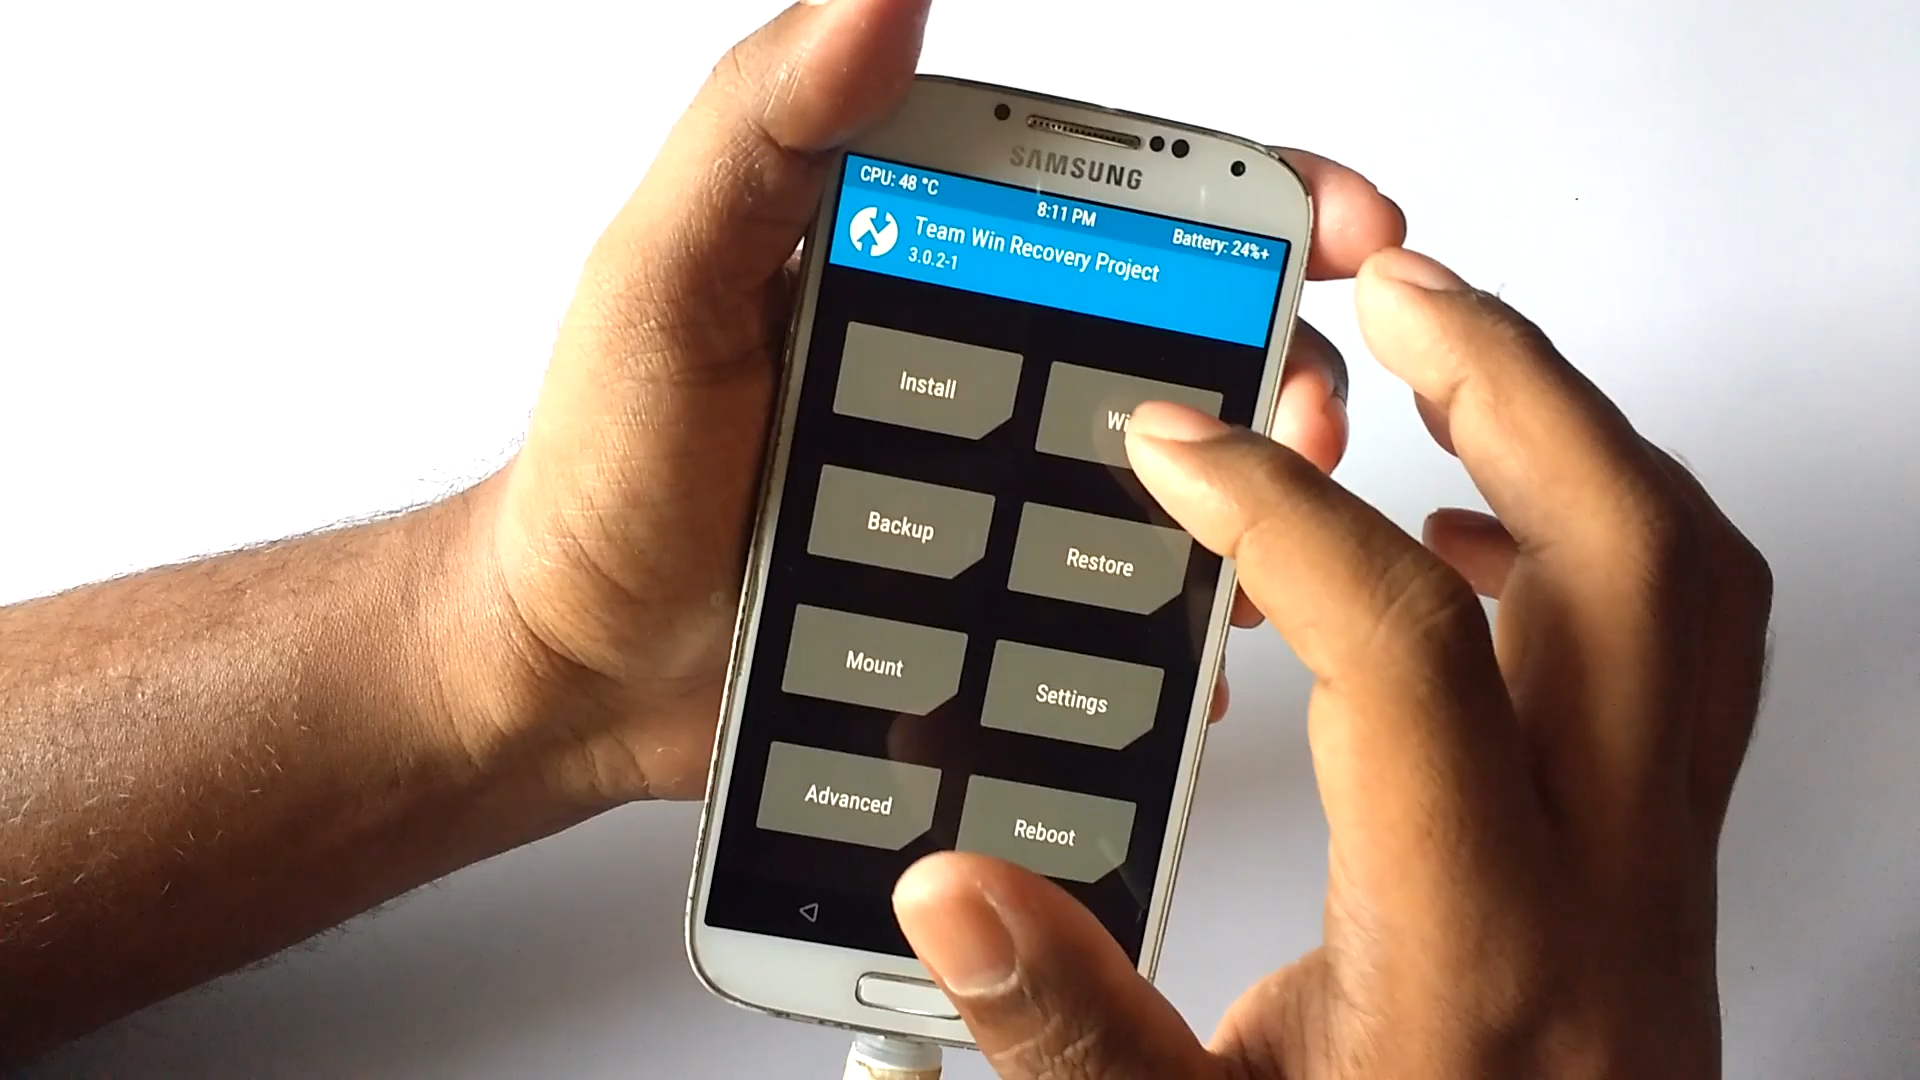 SAMSUNG
CPU: 48 °C
8:11 PM
Battery: 24%+
Team Win Recovery Project
3.0.2-1
Install
Backup
Restore
Mount
Settings
Advanced
Reboot